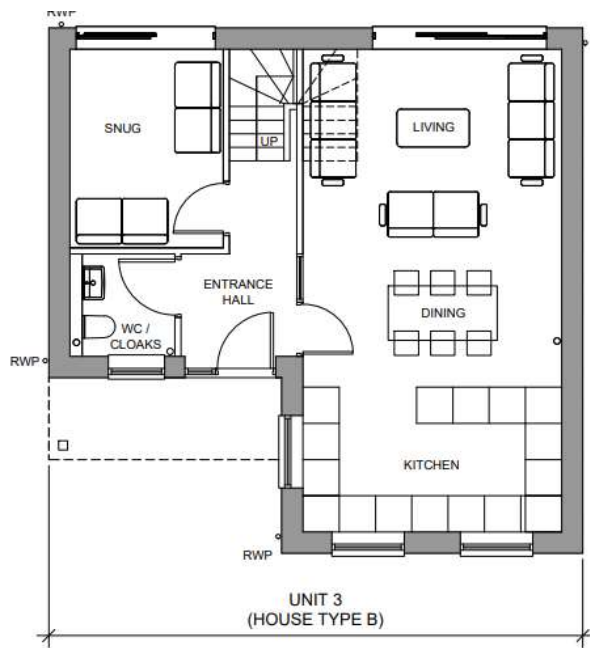 RWP
SNUG
UP
LIVING
ENTRANCE
HALL
DINING
WC /
CLOAKS
RWP
KITCHEN
RWP
UNIT 3
(HOUSE TYPE B)